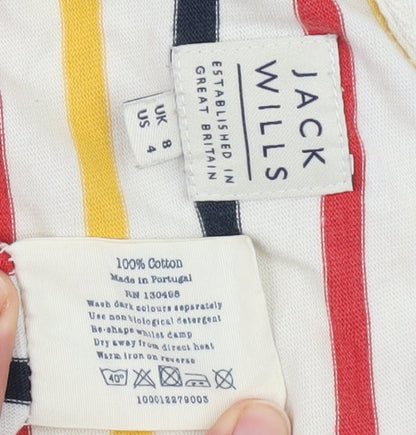 JACK
WILLS
ESTABLISHED IN
GREAT BRITAIN
UK 8
US 4
100% Cotton
Made in Portugal
RN 130498
Wash dark colours separately
Use non biological detergent
Re-shape whilst damp
Dry away from direct heat
Warm iron on reverse
40°
100012279003